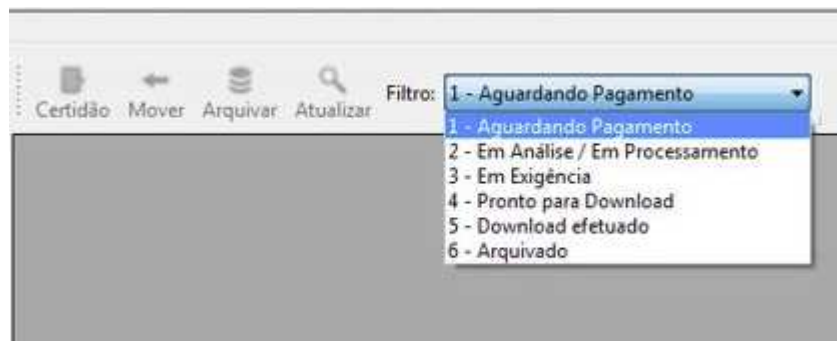 Certidão Mover Arquivar Atualizar Filtro: 1 - Aguardando Pagamento
1 - Aguardando Pagamento
2 - Em Análise / Em Processamento
3 - Em Exigência
4 - Pronto para Download
5 - Download efetuado
6 - Arquivado